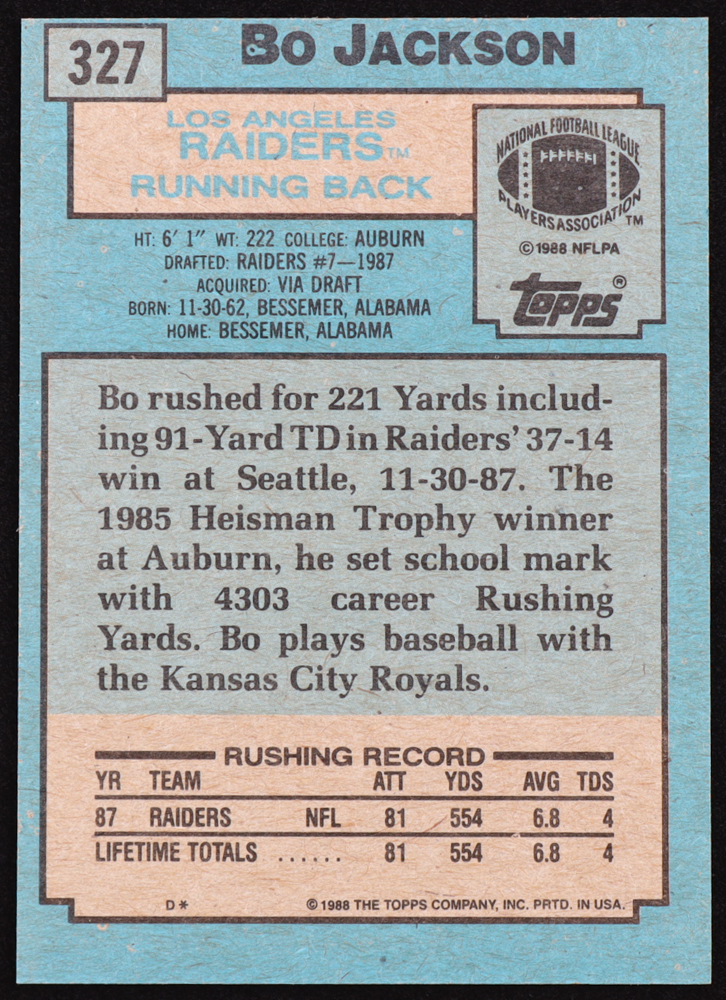 327
BO JACKSON
LOS ANGELES
RAIDERS™
RUNNING BACK
NATIONAL FOOTBALL LEAGUE
PLAYERS ASSOCIATION™
©1988 NFLPA
Topps®
HT: 6' 1" WT: 222 COLLEGE: AUBURN
DRAFTED: RAIDERS #7—1987
ACQUIRED: VIA DRAFT
BORN: 11-30-62, BESSEMER, ALABAMA
HOME: BESSEMER, ALABAMA
Bo rushed for 221 Yards includ-
ing 91-Yard TD in Raiders' 37-14
win at Seattle, 11-30-87. The
1985 Heisman Trophy winner
at Auburn, he set school mark
with 4303 career Rushing
Yards. Bo plays baseball with
the Kansas City Royals.
RUSHING RECORD
YR TEAM ATT YDS AVG TDS
87 RAIDERS NFL 81 554 6.8 4
LIFETIME TOTALS ...... 81 554 6.8 4
D* ©1988 THE TOPPS COMPANY, INC. PRTD. IN USA.